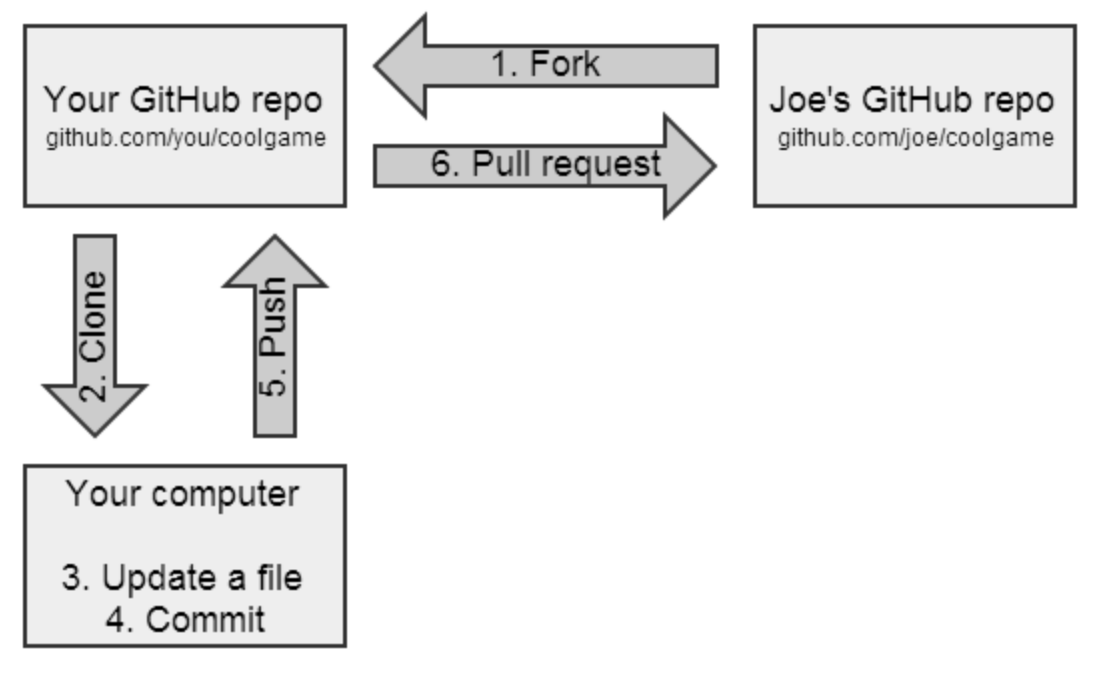 Your GitHub repo
github.com/you/coolgame
1. Fork
6. Pull request
Joe's GitHub repo
github.com/joe/coolgame
2. Clone
5. Push
Your computer
3. Update a file
4. Commit